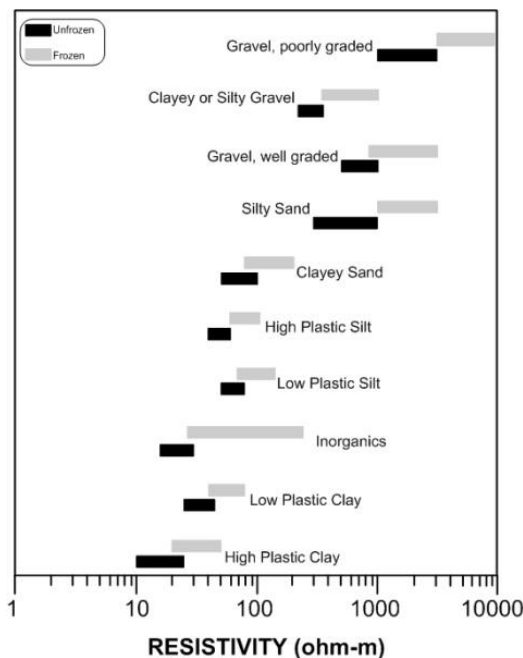 Unfrozen
Frozen
Gravel, poorly graded
Clayey or Silty Gravel
Gravel, well graded
Silty Sand
Clayey Sand
High Plastic Silt
Low Plastic Silt
Inorganics
Low Plastic Clay
High Plastic Clay
1 10 100 1000 10000
RESISTIVITY (ohm-m)